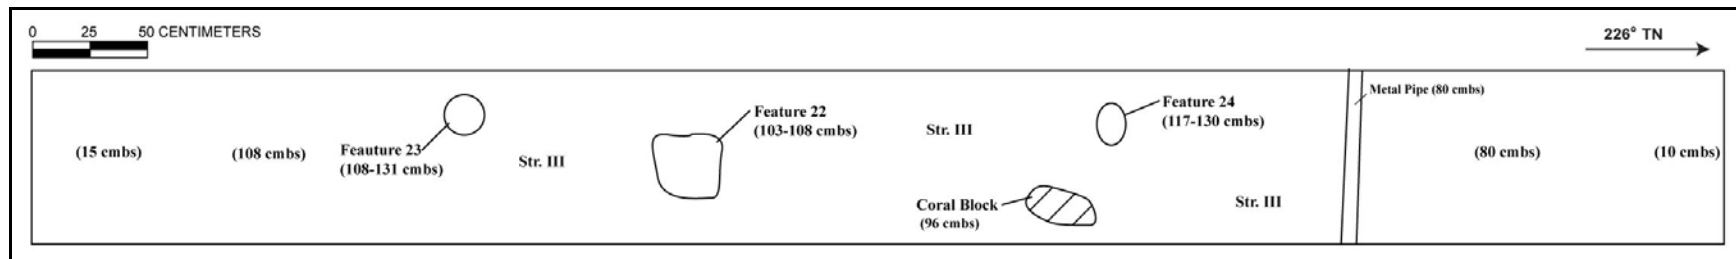 0 25 50 CENTIMETERS
226° TN
Metal Pipe (80 cmbs)
Feature 22
(103-108 cmbs)
Feature 24
(117-130 cmbs)
Str. III
(15 cmbs)
(108 cmbs)
Feauture 23
(108-131 cmbs)
Str. III
(80 cmbs)
(10 cmbs)
Coral Block
(96 cmbs)
Str. III